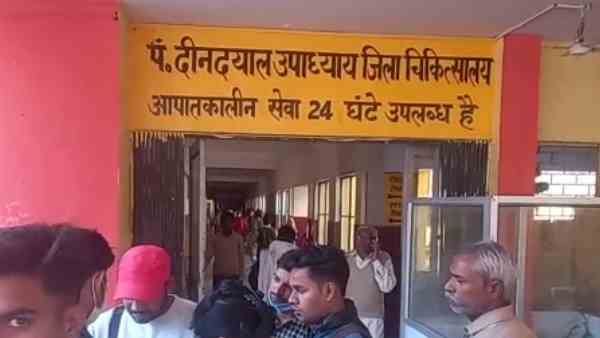 पं. दीनदयाल उपाध्याय जिला चिकित्सालय
आपातकालीन सेवा 24 घंटे उपलब्ध है